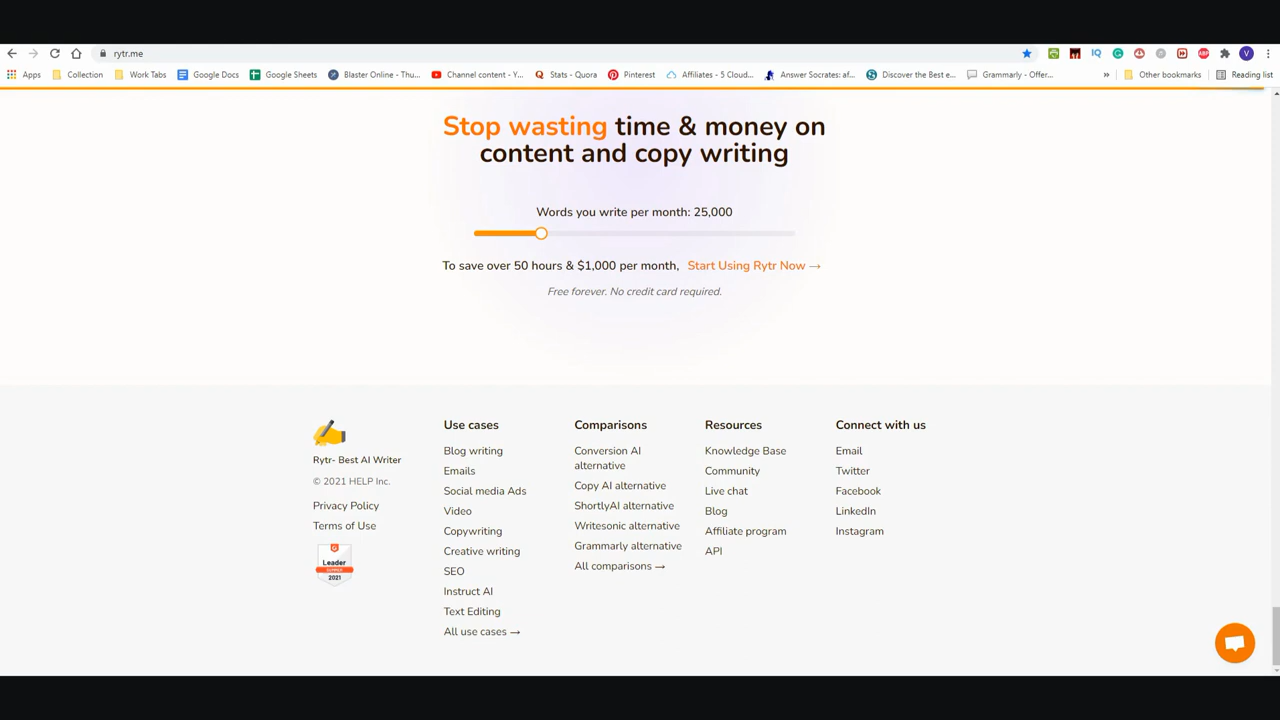 rytr.me
Apps
Collection
Work Tabs
Google Docs
Google Sheets
Blaster Online - Thu...
Channel content - Y...
Stats - Quora
Pinterest
Affiliates - 5 Cloud...
Answer Socrates: af...
Discover the Best e...
Grammarly - Offer...
»
Other bookmarks
Reading list
Stop wasting time & money on
content and copy writing
Words you write per month: 25,000
To save over 50 hours & $1,000 per month, Start Using Rytr Now →
Free forever. No credit card required.
Rytr- Best AI Writer
© 2021 HELP Inc.
Privacy Policy
Terms of Use
Leader
SUMMER
2021
Use cases
Blog writing
Emails
Social media Ads
Video
Copywriting
Creative writing
SEO
Instruct AI
Text Editing
All use cases →
Comparisons
Conversion AI
alternative
Copy AI alternative
ShortlyAI alternative
Writesonic alternative
Grammarly alternative
All comparisons →
Resources
Knowledge Base
Community
Live chat
Blog
Affiliate program
API
Connect with us
Email
Twitter
Facebook
LinkedIn
Instagram